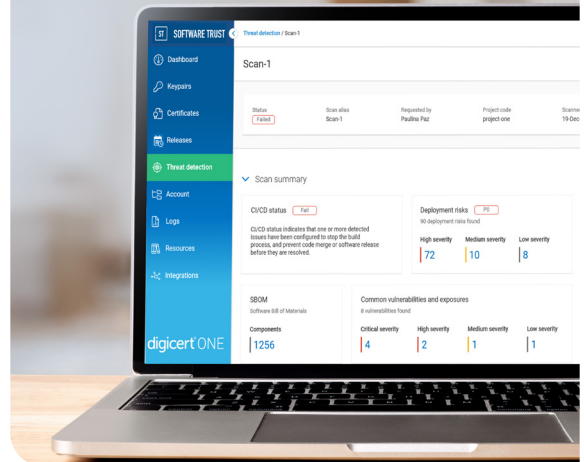 ST SOFTWARE TRUST
Threat detection / Scan-1
Dashboard
Scan-1
Keypairs
Certificates
Status Scan alias Requested by Project code Scanne
Failed Scan-1 Paulina Paz project-one 19-Dec
Releases
Threat detection
Scan summary
Account
CI/CD status Fail
Deployment risks
90 deployment risks found
Logs
CI/CD status indicates that one or more detected
issues have been configured to stop the build
process, and prevent code merge or software release
before they are resolved.
High severity Medium severity Low severity
72 10 8
Resources
Integrations
SBOM
Software Bill of Materials
Common vulnerabilities and exposures
8 vulnerabilities found
Components
1256
Critical severity High severity Medium severity Low severity
4 2 1 1
digicert ONE